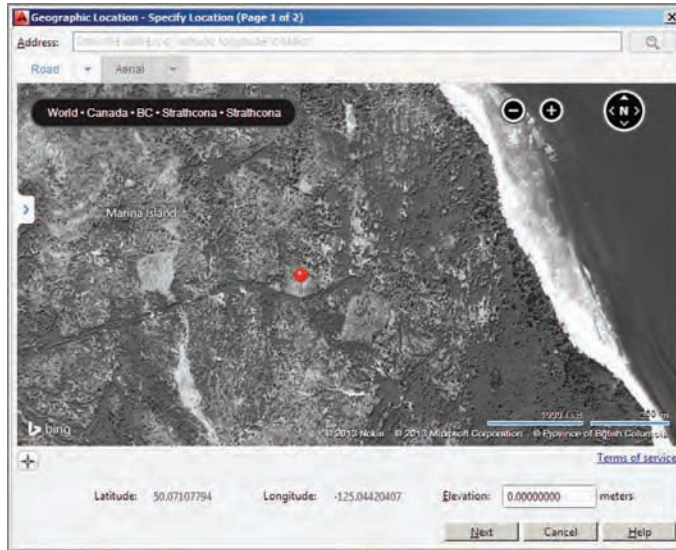 Geographic Location - Specify Location (Page 1 of 2)
Address:
Road Aerial
World • Canada • BC • Strathcona • Strathcona
N
Marina Island
bing
© 2013 Nokia © 2013 Microsoft Corporation © Province of British Columbia
Terms of service
Latitude: 50.07107794 Longitude: -125.04420407 Elevation: 0.00000000 meters
Next Cancel Help